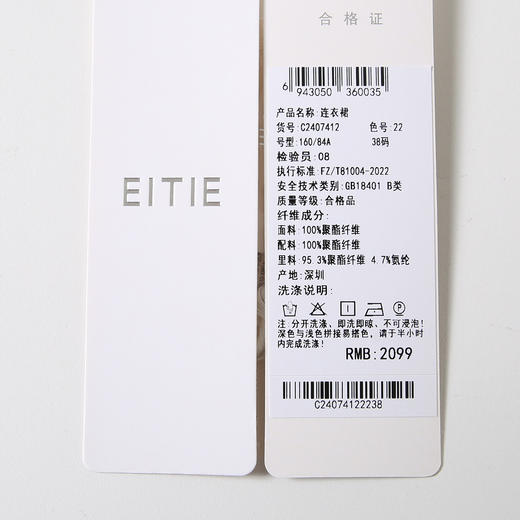 EITIE
合格证
6 943050 360035
产品名称:连衣裙
货号:C2407412 色号:22
号型:160/84A 38码
检验员:08
执行标准:FZ/T81004-2022
安全技术类别:GB18401 B类
质量等级:合格品
纤维成分:
面料:100%聚酯纤维
配料:100%聚酯纤维
里料:95.3%聚酯纤维 4.7%氨纶
产地:深圳
洗涤说明:
注:分开洗涤、即洗即晾、不可浸泡!
深色与浅色拼接易搭色,请于半小时
内完成洗涤!
RMB:2099
C24074122238